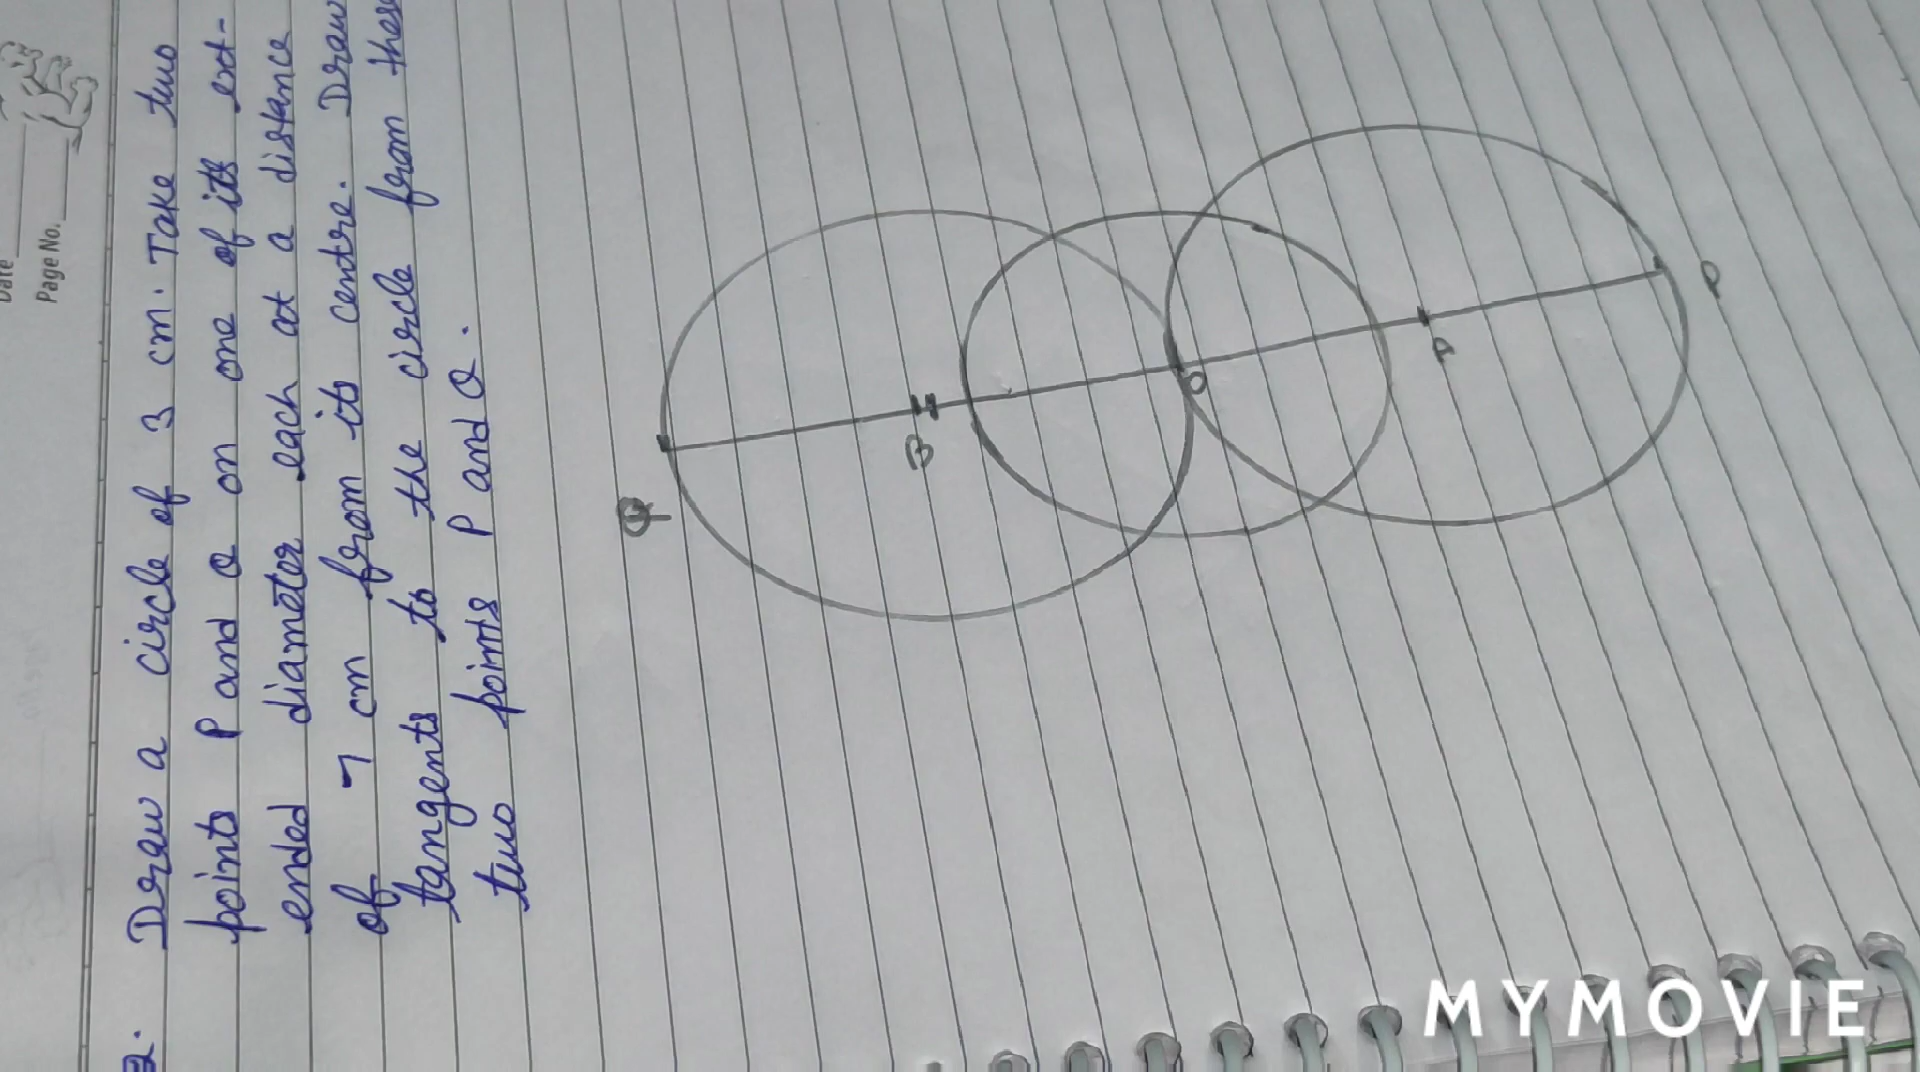 Date
Page No.
2. Draw a circle of 3 cm. Take two
points P and Q on one of its ext-
ended diameter each at a distance
of 7 cm from its centre. Draw
tangents to the circle from these
two points P and Q.
Q
B
O
A
P
MYMOVIE